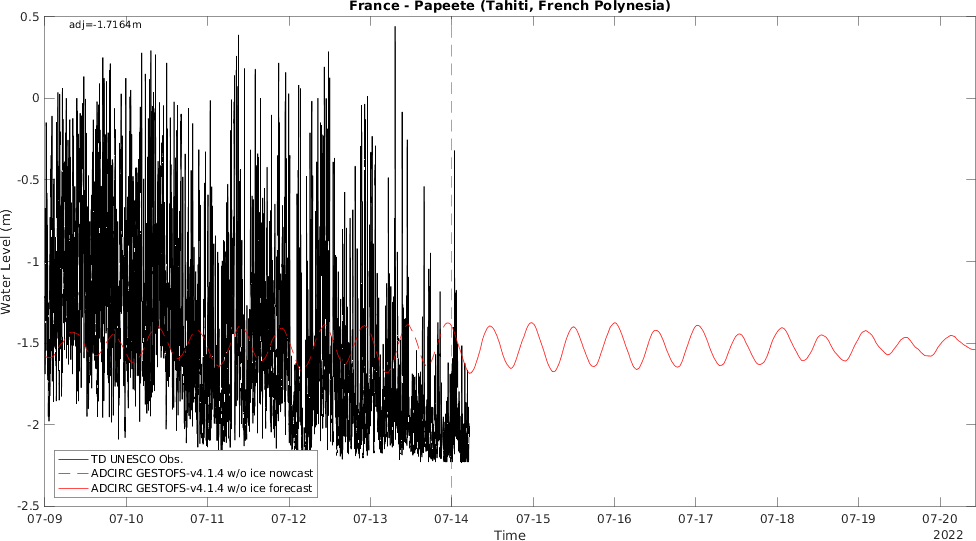 France - Papeete (Tahiti, French Polynesia)
adj=-1.7164m
0.5
0
-0.5
-1
-1.5
-2
-2.5
Water Level (m)
TD UNESCO Obs.
ADCIRC GESTOFS-v4.1.4 w/o ice nowcast
ADCIRC GESTOFS-v4.1.4 w/o ice forecast
07-09 07-10 07-11 07-12 07-13 07-14 07-15 07-16 07-17 07-18 07-19 07-20
Time
2022